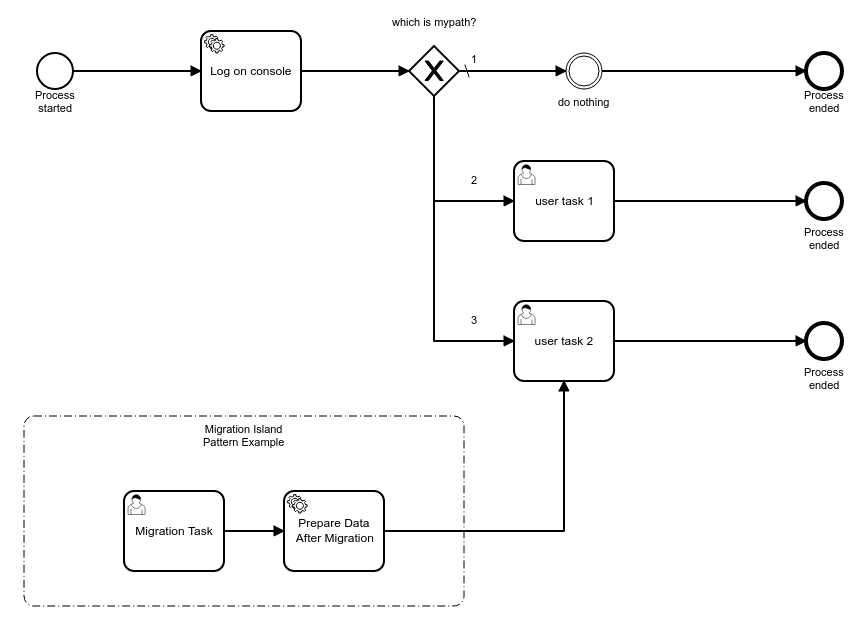 which is mypath?
Process
started
Log on console
1
do nothing
Process
ended
2
user task 1
Process
ended
3
user task 2
Process
ended
Migration Island
Pattern Example
Migration Task
Prepare Data
After Migration